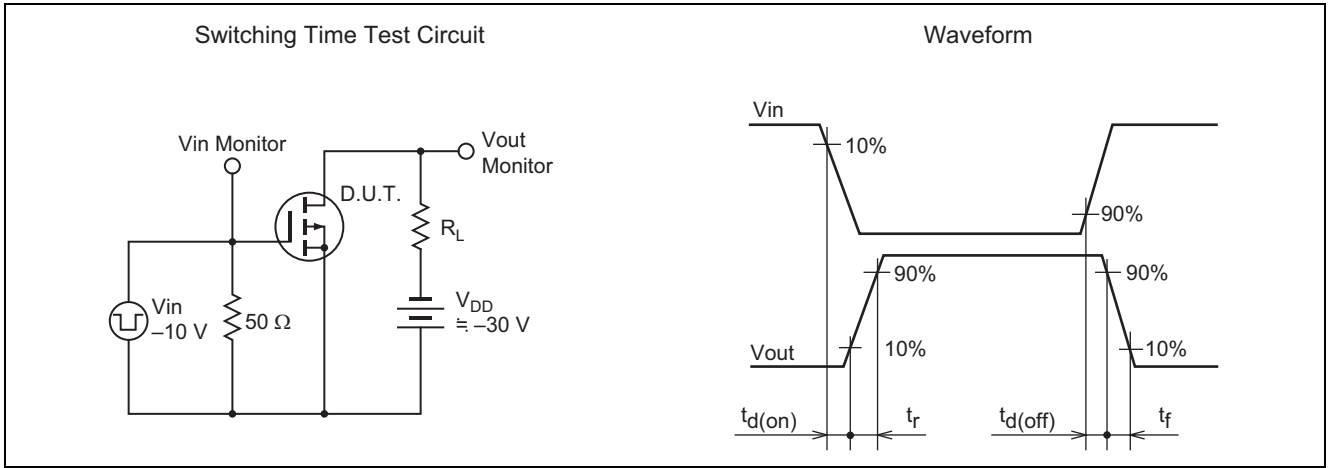 Switching Time Test Circuit
Vin Monitor
Vout
Monitor
D.U.T.
RL
Vin
–10 V
50 Ω
VDD
≒ –30 V
Waveform
Vin
10%
90%
90%
90%
Vout
10%
10%
td(on)
tr
td(off)
tf